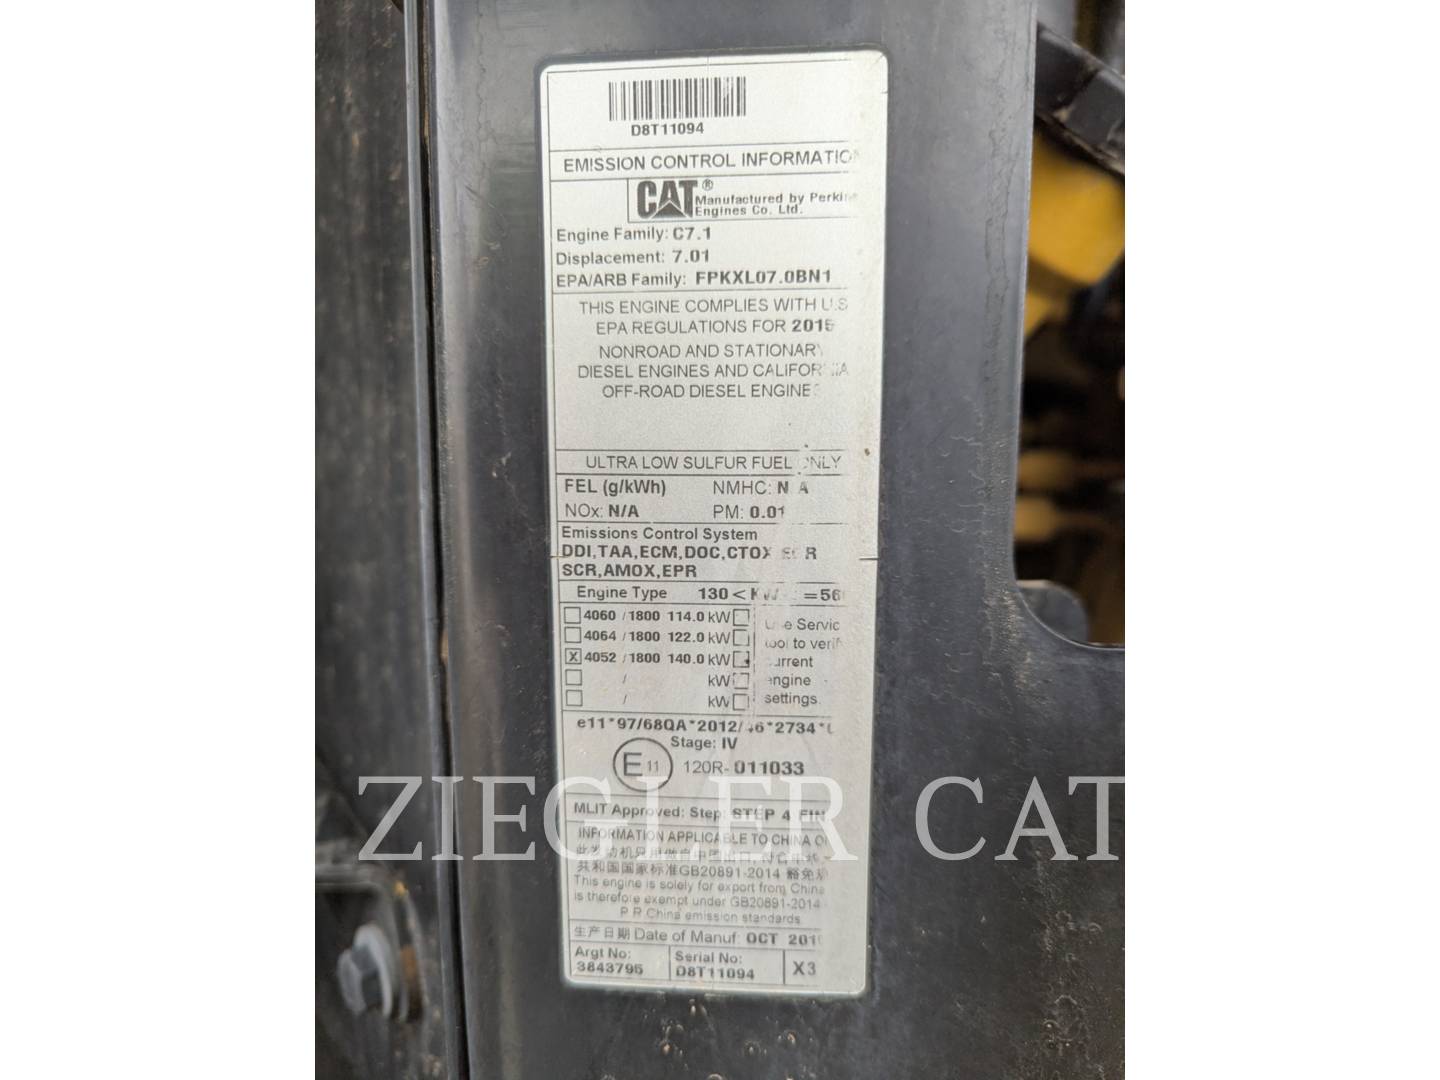 D8T11094
EMISSION CONTROL INFORMATION
CAT® Manufactured by Perkins
Engines Co. Ltd.
Engine Family: C7.1
Displacement: 7.01
EPA/ARB Family: FPKXL07.0BN1
THIS ENGINE COMPLIES WITH U.S
EPA REGULATIONS FOR 2015
NONROAD AND STATIONARY
DIESEL ENGINES AND CALIFORNIA
OFF-ROAD DIESEL ENGINES
ULTRA LOW SULFUR FUEL ONLY
FEL (g/kWh) NMHC: N/A
NOx: N/A PM: 0.01
Emissions Control System
DDI,TAA,ECM,DOC,CTOX
SCR,AMOX,EPR
Engine Type 130<
4060 / 1800 114.0 kW Use Servic
4064 / 1800 122.0 kW tool to verif
X 4052 / 1800 140.0 kW current
/ kW engine
/ kW settings.
e11*97/68QA*2012/46*2734*
Stage: IV
E11 120R- 011033
MLIT Approved: Step: STEP 4 FIN
INFORMATION APPLICABLE TO CHINA
共和国国家标准GB20891-2014 豁免
This engine is solely for export from China
is therefore exempt under GB20891-2014
P.R.China emission standards
生产日期 Date of Manuf: OCT 201
Argt No: Serial No:
3843795 D8T11094 X3
ZIEGLER CAT